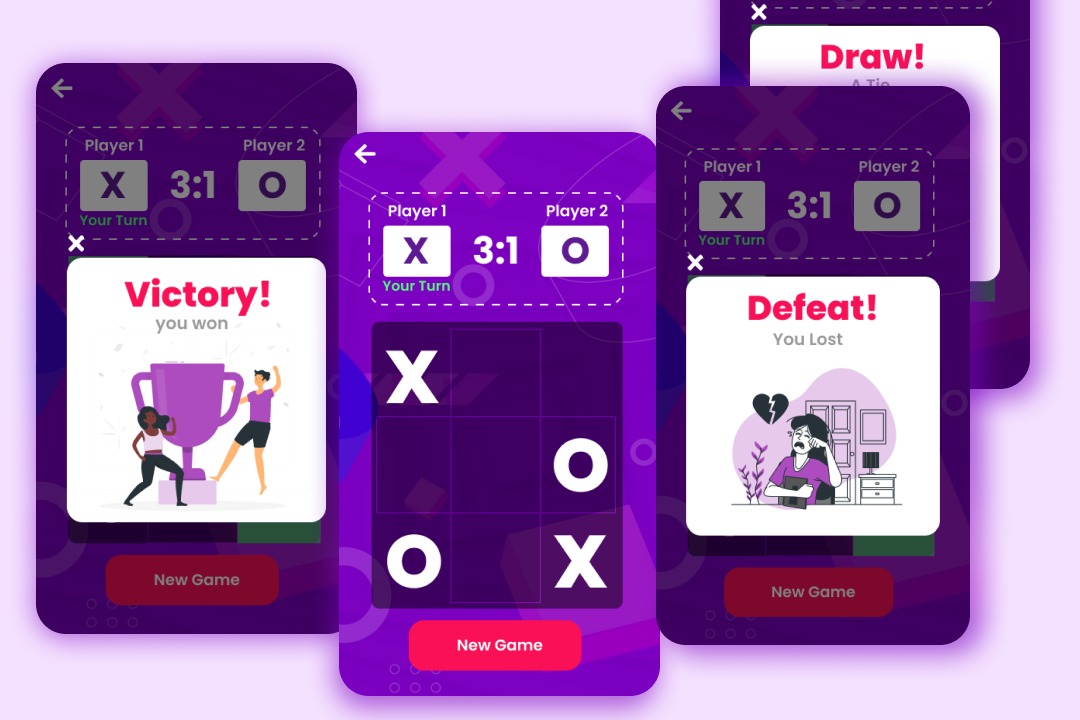 Player 1
Player 2
X
3:1
O
Your Turn
Victory!
you won
New Game
Player 1
Player 2
X
3:1
O
Your Turn
X
O
O
X
New Game
Draw!
A Tie
Player 1
Player 2
X
3:1
O
Your Turn
Defeat!
You Lost
New Game